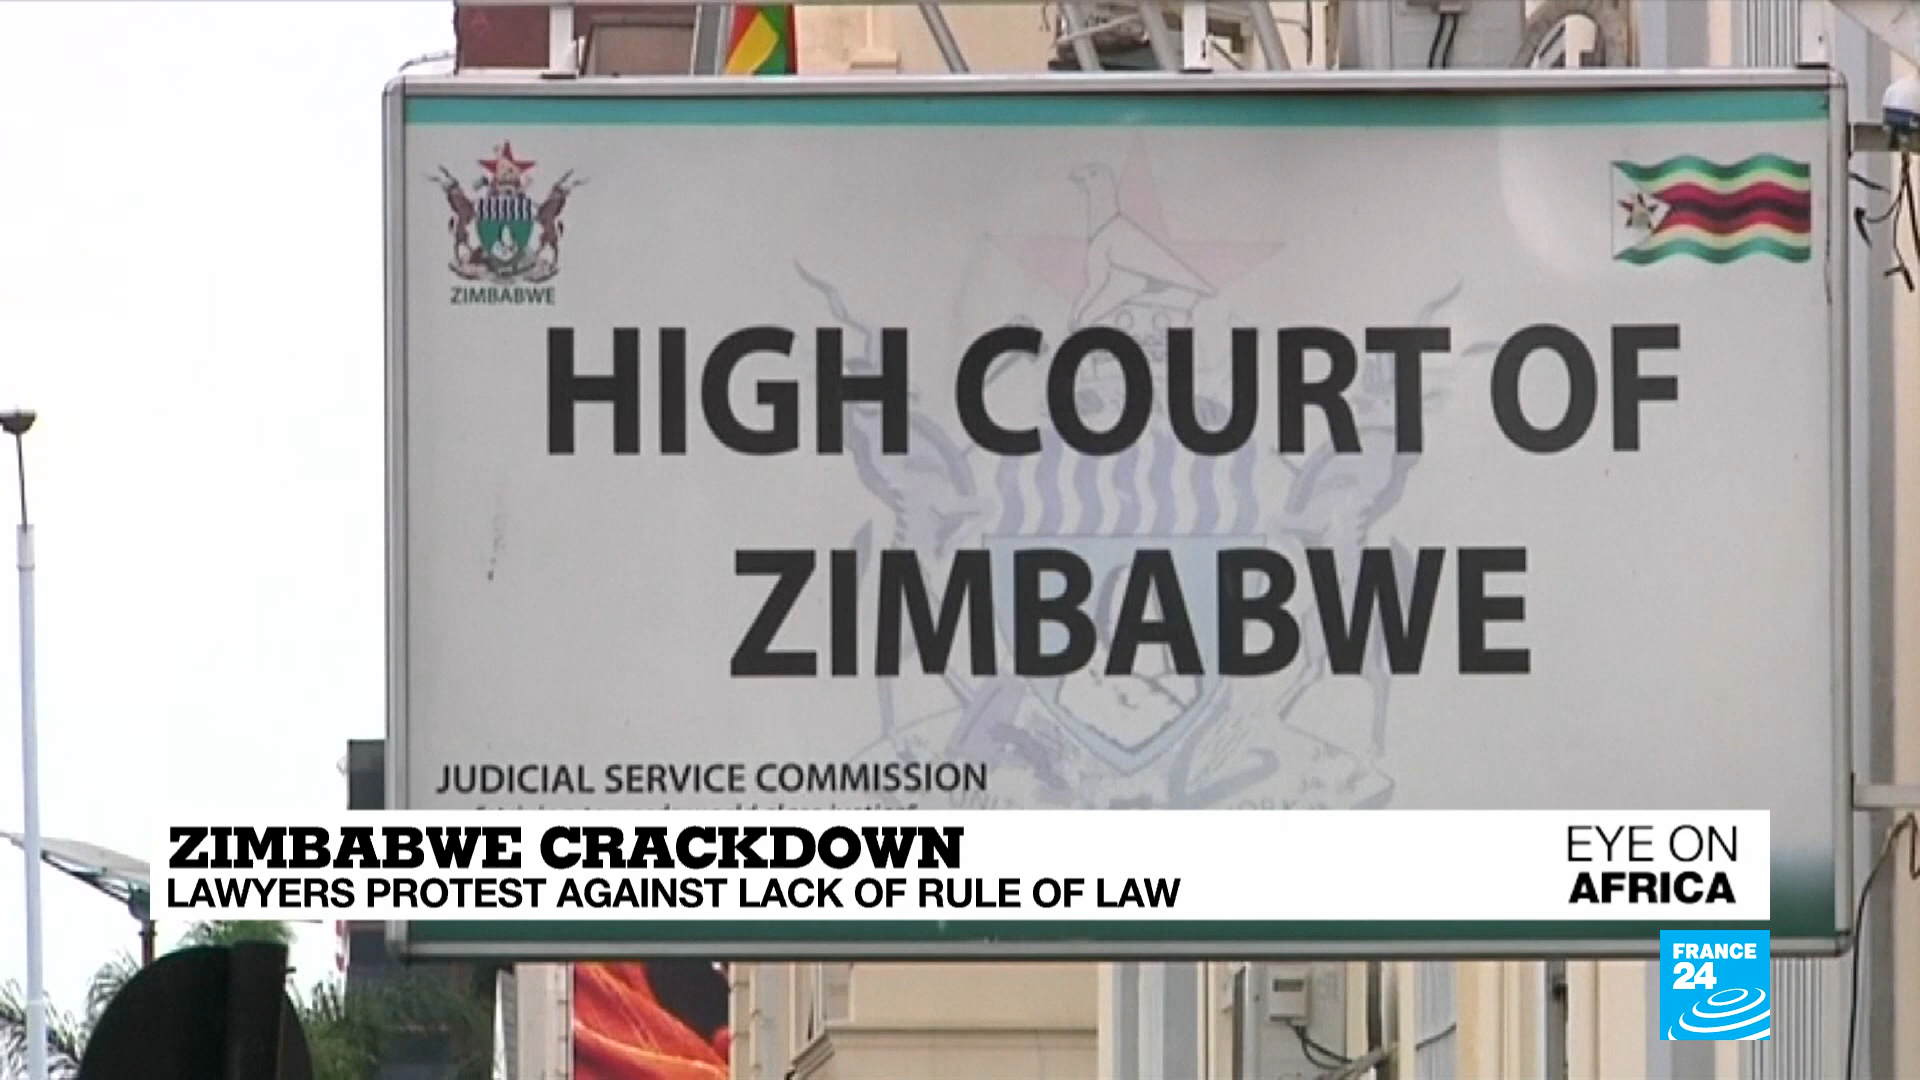 ZIMBABWE
HIGH COURT OF
ZIMBABWE
JUDICIAL SERVICE COMMISSION
ZIMBABWE CRACKDOWN
LAWYERS PROTEST AGAINST LACK OF RULE OF LAW
EYE ON
AFRICA
FRANCE
24